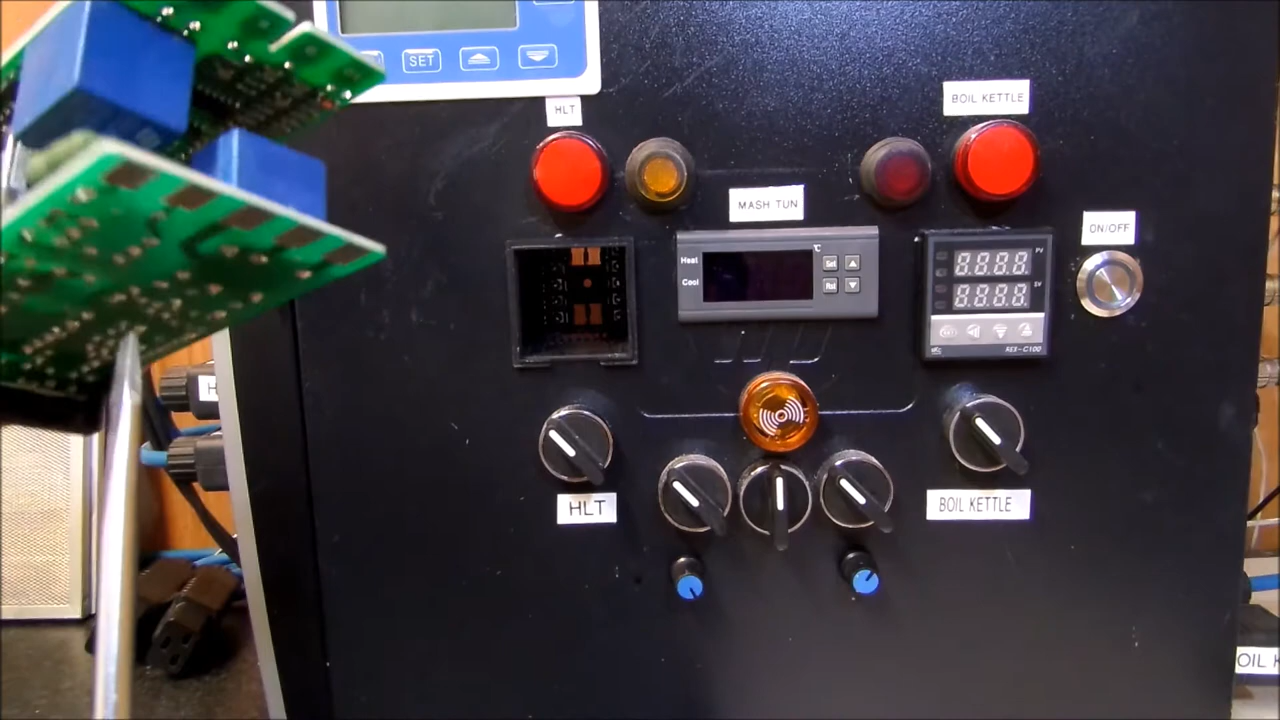 SET
HLT
BOIL KETTLE
MASH TUN
ON/OFF
°C
Heat
Cool
Set
Rst
PV
SV
8.8.8.8.
8.8.8.8.
REX-C100
HLT
BOIL KETTLE
H
OIL K